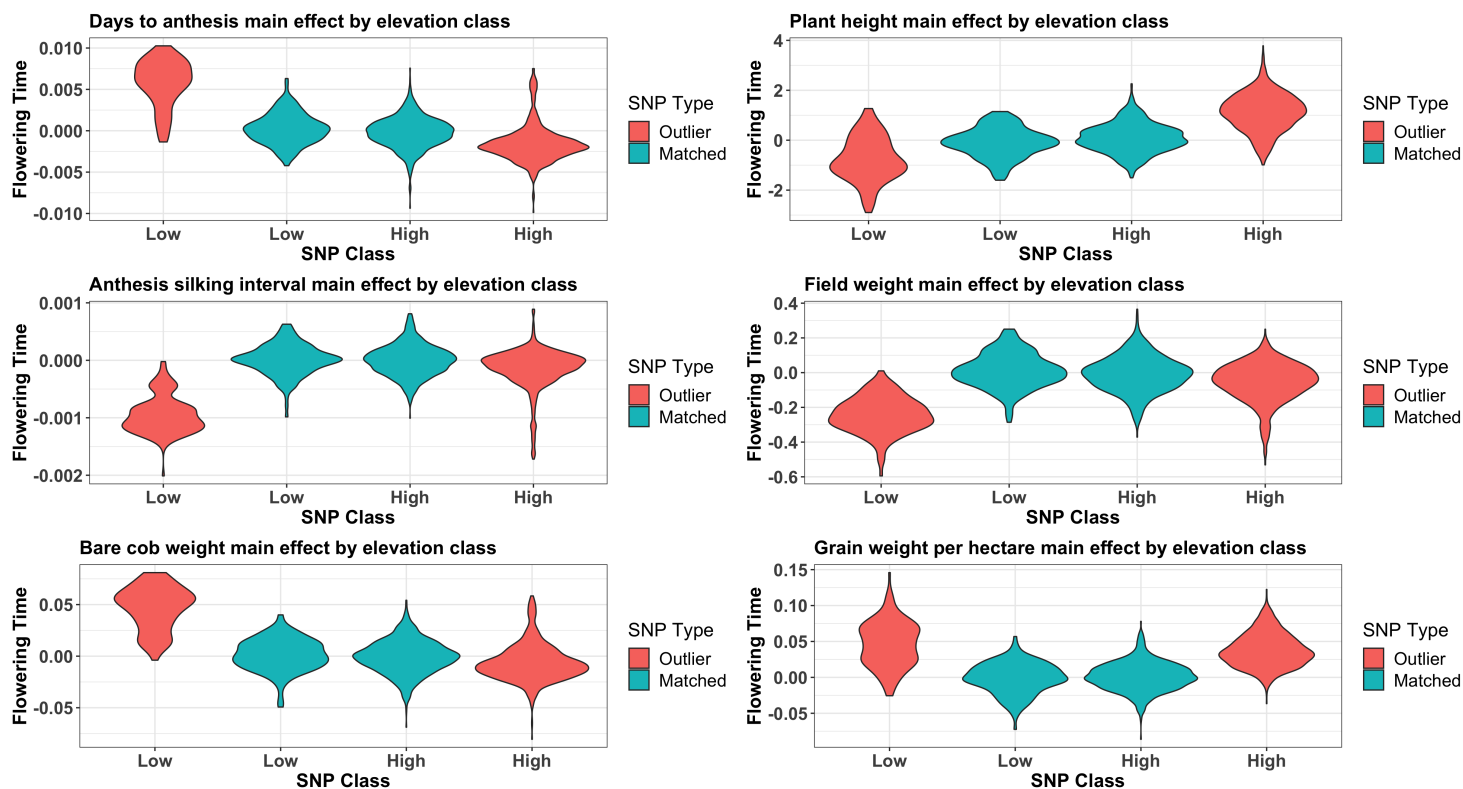 Days to anthesis main effect by elevation class
Flowering Time
0.010
0.005
0.000
-0.005
-0.010
Low
Low
High
High
SNP Class
SNP Type
Outlier
Matched
Plant height main effect by elevation class
Flowering Time
4
2
0
-2
Low
Low
High
High
SNP Class
SNP Type
Outlier
Matched
Anthesis silking interval main effect by elevation class
Flowering Time
0.001
0.000
-0.001
-0.002
Low
Low
High
High
SNP Class
SNP Type
Outlier
Matched
Field weight main effect by elevation class
Flowering Time
0.4
0.2
0.0
-0.2
-0.4
-0.6
Low
Low
High
High
SNP Class
SNP Type
Outlier
Matched
Bare cob weight main effect by elevation class
Flowering Time
0.05
0.00
-0.05
Low
Low
High
High
SNP Class
SNP Type
Outlier
Matched
Grain weight per hectare main effect by elevation class
Flowering Time
0.15
0.10
0.05
0.00
-0.05
Low
Low
High
High
SNP Class
SNP Type
Outlier
Matched